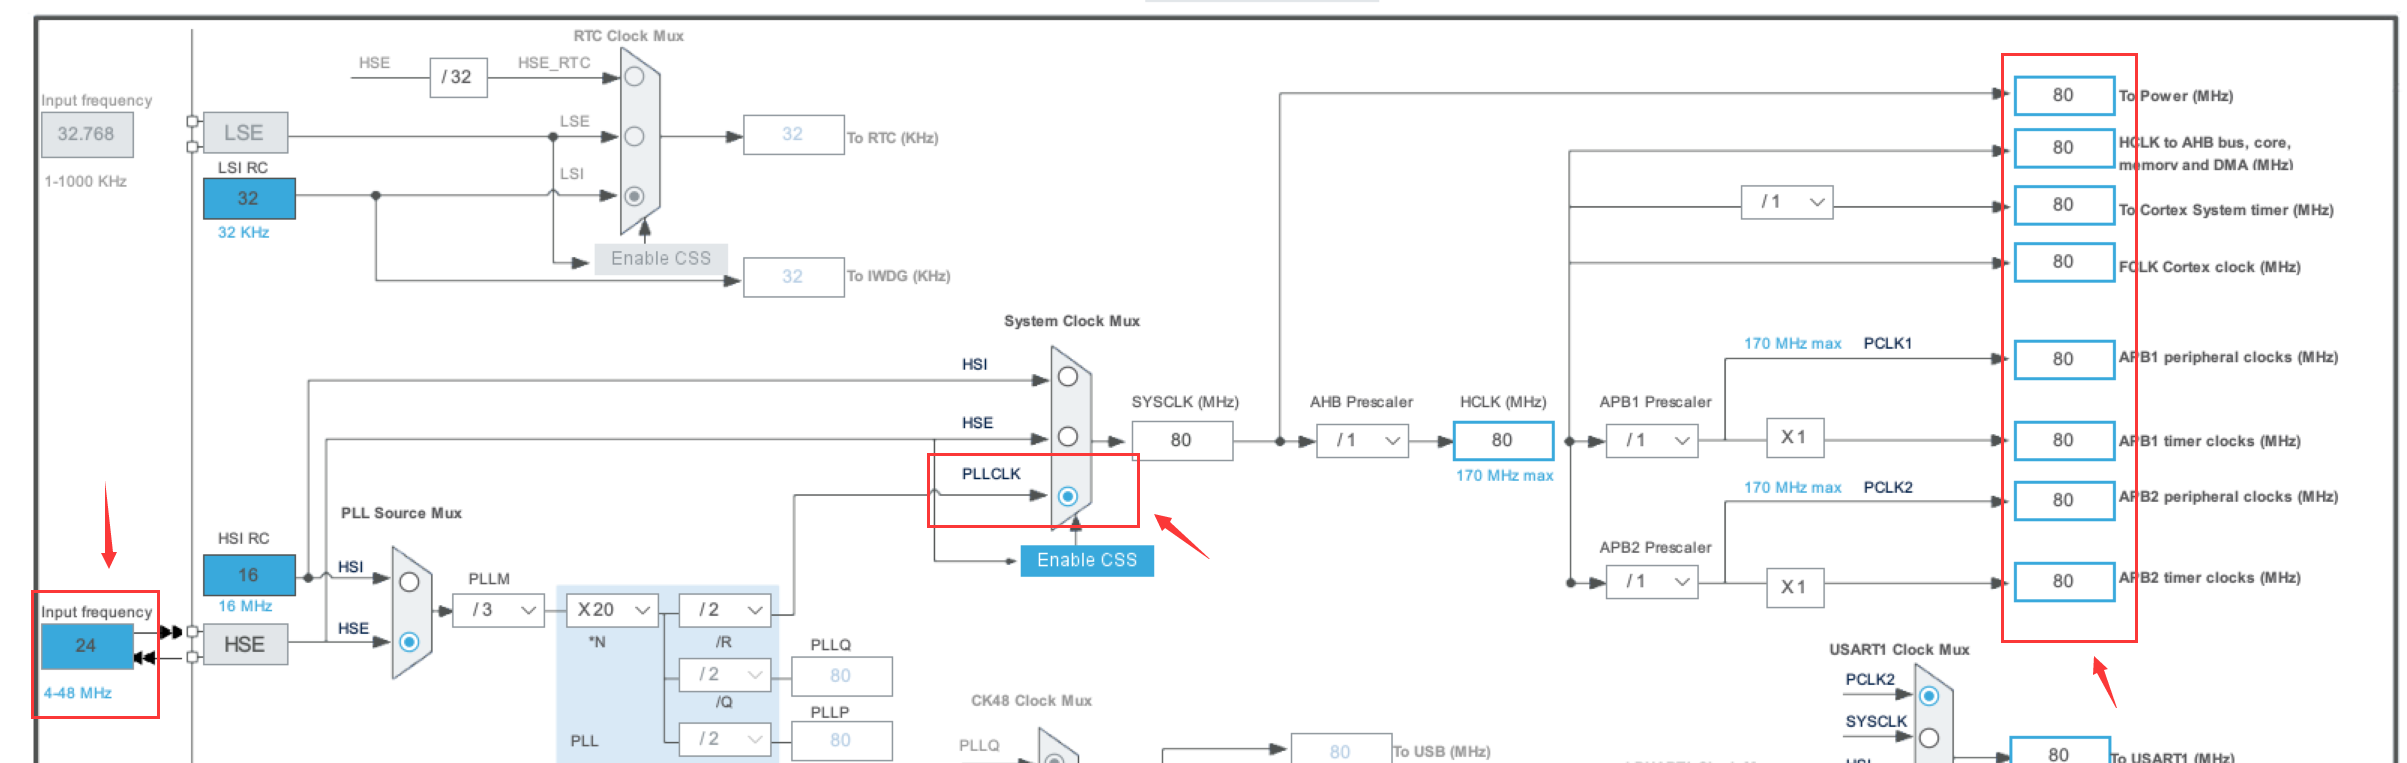 RTC Clock Mux
HSE
/ 32
HSE_RTC
Input frequency
32.768
1-1000 KHz
LSE
LSE
32
To RTC (KHz)
LSI RC
32
32 KHz
LSI
Enable CSS
32
To IWDG (KHz)
80
To Power (MHz)
80
HCLK to AHB bus, core,
memory and DMA (MHz)
/ 1
80
To Cortex System timer (MHz)
80
FCLK Cortex clock (MHz)
System Clock Mux
HSI
HSE
PLLCLK
Enable CSS
SYSCLK (MHz)
80
AHB Prescaler
/ 1
HCLK (MHz)
80
170 MHz max
APB1 Prescaler
/ 1
170 MHz max
PCLK1
80
APB1 peripheral clocks (MHz)
X 1
80
APB1 timer clocks (MHz)
170 MHz max
PCLK2
80
APB2 peripheral clocks (MHz)
APB2 Prescaler
/ 1
X 1
80
APB2 timer clocks (MHz)
PLL Source Mux
HSI RC
16
16 MHz
HSI
Input frequency
24
4-48 MHz
HSE
HSE
PLLM
/ 3
X 20
*N
/ 2
/R
/ 2
/Q
/ 2
PLL
PLLQ
80
PLLP
80
CK48 Clock Mux
PLLQ
80
To USB (MHz)
USART1 Clock Mux
PCLK2
SYSCLK
HSI
80
To USART1 (MHz)